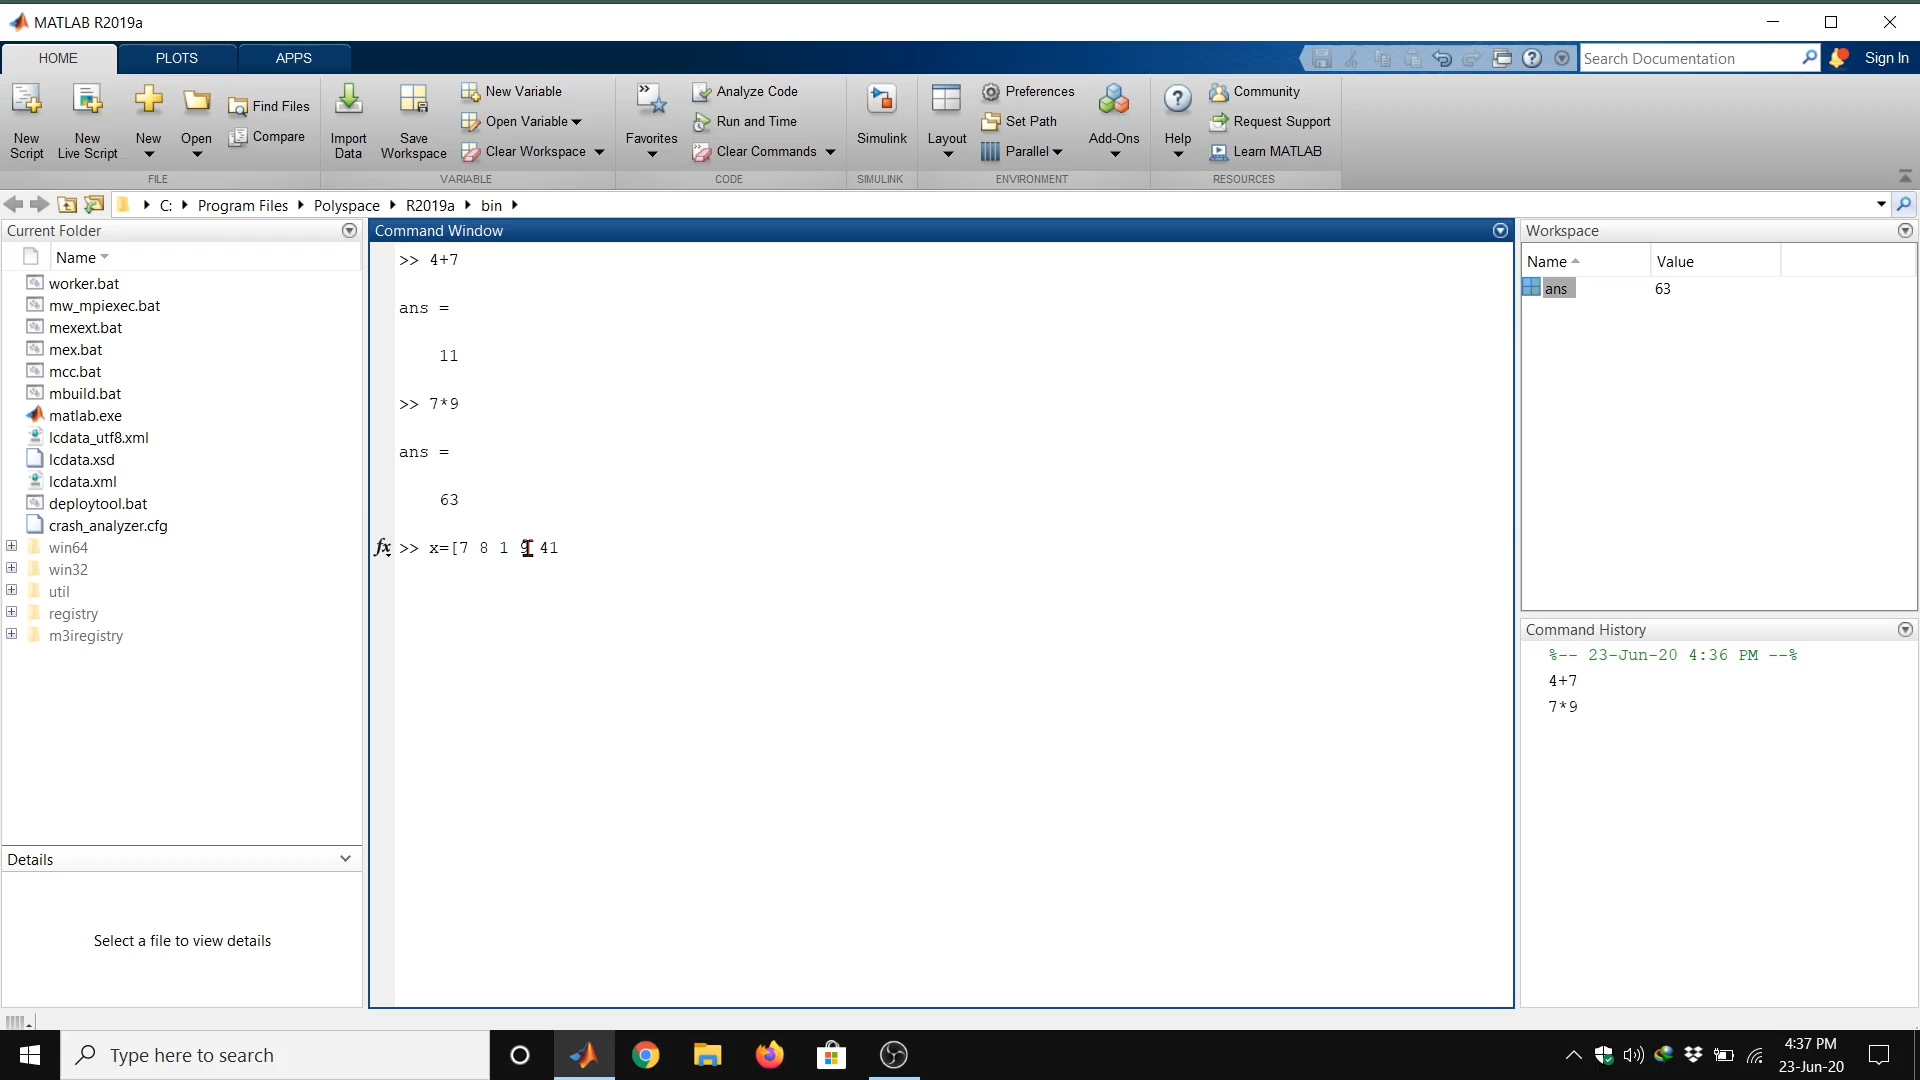 MATLAB R2019a
HOME PLOTS APPS
Search Documentation Sign In
New Script
New Live Script
New
Open
Find Files
Compare
Import Data
Save Workspace
New Variable
Open Variable
Clear Workspace
Favorites
Analyze Code
Run and Time
Clear Commands
Simulink
Layout
Preferences
Set Path
Parallel
Add-Ons
Help
Community
Request Support
Learn MATLAB
FILE VARIABLE CODE SIMULINK ENVIRONMENT RESOURCES
C: Program Files Polyspace R2019a bin
Current Folder
Name
worker.bat
mw_mpiexec.bat
mexext.bat
mex.bat
mcc.bat
mbuild.bat
matlab.exe
lcdata_utf8.xml
lcdata.xsd
lcdata.xml
deploytool.bat
crash_analyzer.cfg
win64
win32
util
registry
m3iregistry
Details
Select a file to view details
Command Window
>> 4+7
ans =
11
>> 7*9
ans =
63
fx >> x=[7 8 1 9 41
Workspace
Name Value
ans 63
Command History
%-- 23-Jun-20 4:36 PM --%
4+7
7*9
Type here to search
4:37 PM
23-Jun-20